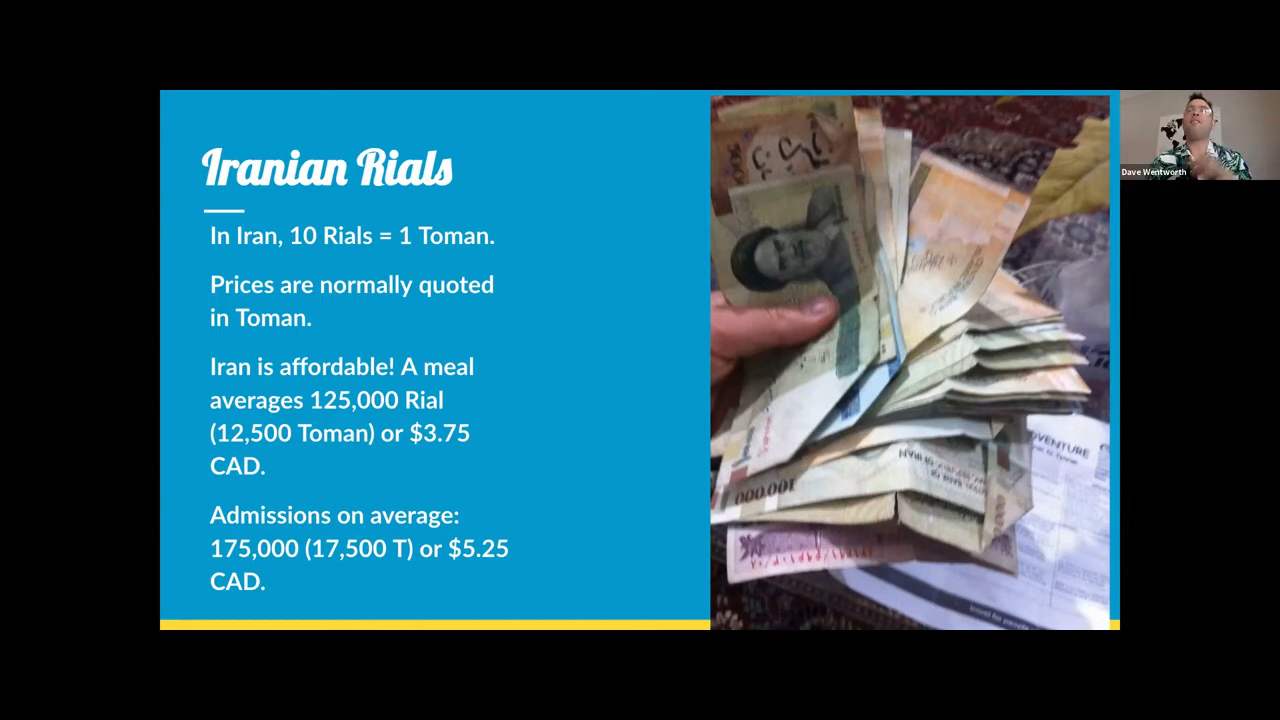 Iranian Rials
In Iran, 10 Rials = 1 Toman.
Prices are normally quoted
in Toman.
Iran is affordable! A meal
averages 125,000 Rial
(12,500 Toman) or $3.75
CAD.
Admissions on average:
175,000 (17,500 T) or $5.25
CAD.
Dave Wentworth
100000